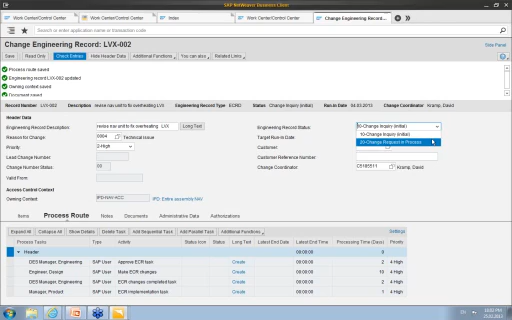 SAP NetWeaver Business Client
Work Center/Control Center
Work Center/Control Center
Index
Work Center/Control Center
Change Engineering Record:...
Search or enter application name or transaction code
Change Engineering Record: LVX-002
Side Panel
Save
Read Only
Check Entries
Hide Header Data
Additional Functions
You can also
Related Links
Process route saved
Engineering record LVX-002 updated
Owning context saved
Document saved
Record Number LVX-002 Description revise nav unit to fix overheating LVX Engineering Record Type ECR0 Status Change Inquiry (initial) Run-in Date 04.03.2013 Change Coordinator Kramp, David
Header Data
Engineering Record Description: revise nav unit to fix overheating LVX Long Text
Reason for Change: 0004 Technical issue
Priority: 2-High
Lead Change Number:
Change Number Status:
Valid From:
Engineering Record Status: 10-Change Inquiry (initial)
10-Change Inquiry (initial)
20-Change Request in Process
Target Run-in Date:
Customer:
Customer Reference Number:
Change Coordinator: Kramp, David
Access Control Context
Owning Context: IPD-NAV-ACC IPD: Entire assembly NAV
Items Process Route Notes Documents Administrative Data Authorizations
Expand All Collapse All Show Details Delete Task Add Sequential Task Add Parallel Task Additional Functions Settings
Process Tasks Type Activity Status Icon Status Long Text Latest End Date Latest End Time Processing Time (Days) Priority
Header 00:00:00 0
DES Manager, Engineering SAP User Approve ECR task Create 00:00:00 2 4 High
Engineer, Design SAP User Make ECR changes Create 00:00:00 10 4 High
DES Manager, Engineering SAP User ECR changes completed task Create 00:00:00 2 4 High
Manager, Product SAP User ECR Implementation task Create 00:00:00 1 4 High